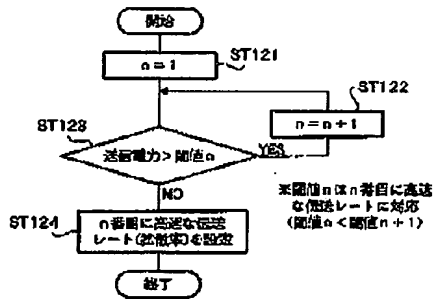 開始
ST121
n=1
ST122
n=n+1
ST123
送信電力>閾値n
YES
NO
※閾値nはn番目に高速
な伝送レートに対応
(閾値n<閾値n+1)
ST124
n番目に高速な伝送
レート(拡散率)を設定
終了